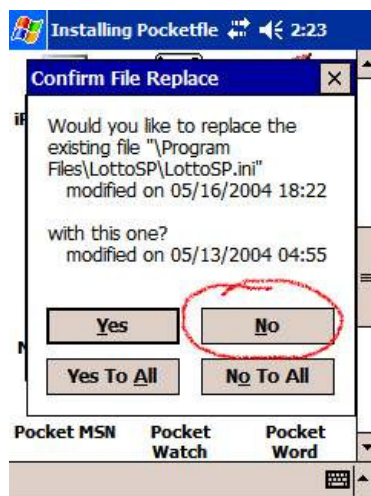 Installing Pocketfle 2:23
Confirm File Replace
Would you like to replace the
existing file "\Program
Files\LottoSP\LottoSP.ini"
modified on 05/16/2004 18:22
with this one?
modified on 05/13/2004 04:55
Yes No
Yes To All No To All
Pocket MSN Pocket Watch Pocket Word